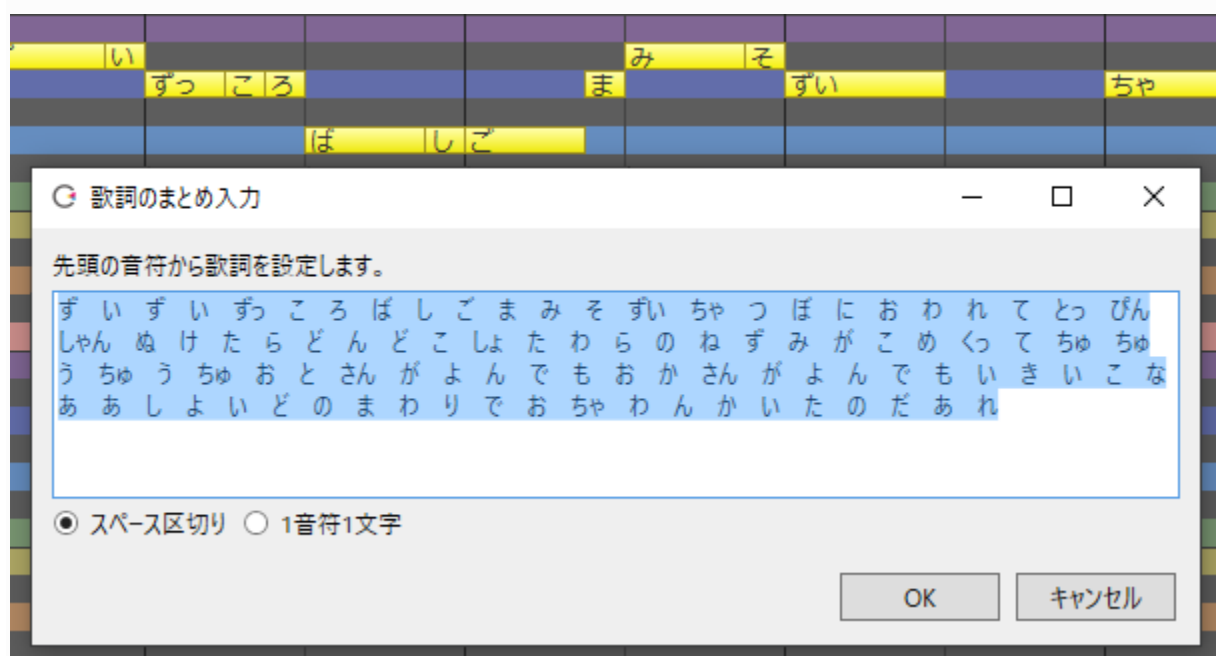 い み そ
ずっ こ ろ ま ずい ちゃ
ば し ご
歌詞のまとめ入力
先頭の音符から歌詞を設定します。
ず い ず い ずっ こ ろ ば し ご ま み そ ずい ちゃ つ ぼ に お わ れ て とっ ぴん
しゃん ぬ け た ら ど ん ど こ しょ た わ ら の ね ず み が こ め くっ て ちゅ ちゅ
う ちゅ う ちゅ お と さん が よ ん で も お か さん が よ ん で も い き い こ な
あ あ し よ い ど の ま わ り で お ちゃ わ ん か い た の だ あ れ
スペース区切り 1音符1文字
OK キャンセル